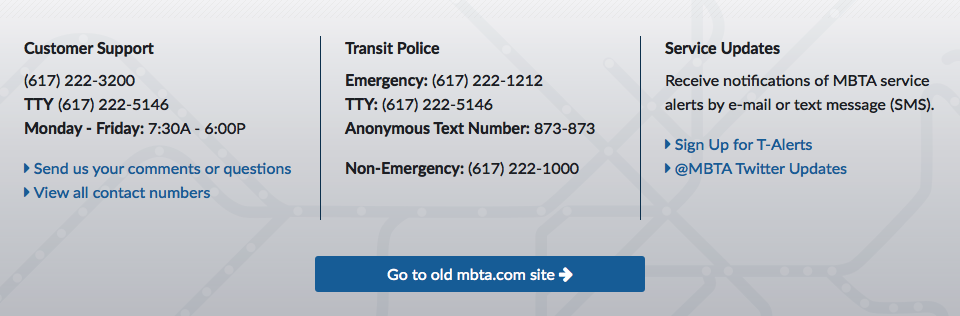 Customer Support
(617) 222-3200
TTY (617) 222-5146
Monday - Friday: 7:30A - 6:00P
Send us your comments or questions
View all contact numbers
Transit Police
Emergency: (617) 222-1212
TTY: (617) 222-5146
Anonymous Text Number: 873-873
Non-Emergency: (617) 222-1000
Service Updates
Receive notifications of MBTA service
alerts by e-mail or text message (SMS).
Sign Up for T-Alerts
@MBTA Twitter Updates
Go to old mbta.com site